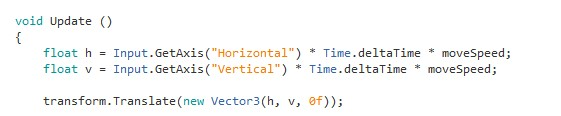 void Update ()
{
    float h = Input.GetAxis("Horizontal") * Time.deltaTime * moveSpeed;
    float v = Input.GetAxis("Vertical") * Time.deltaTime * moveSpeed;

    transform.Translate(new Vector3(h, v, 0f));